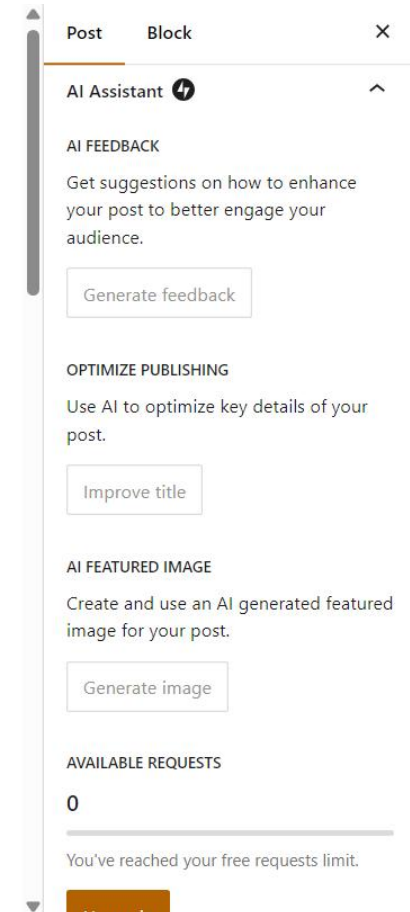 Post Block
AI Assistant
AI FEEDBACK
Get suggestions on how to enhance
your post to better engage your
audience.
Generate feedback
OPTIMIZE PUBLISHING
Use AI to optimize key details of your
post.
Improve title
AI FEATURED IMAGE
Create and use an AI generated featured
image for your post.
Generate image
AVAILABLE REQUESTS
0
You've reached your free requests limit.